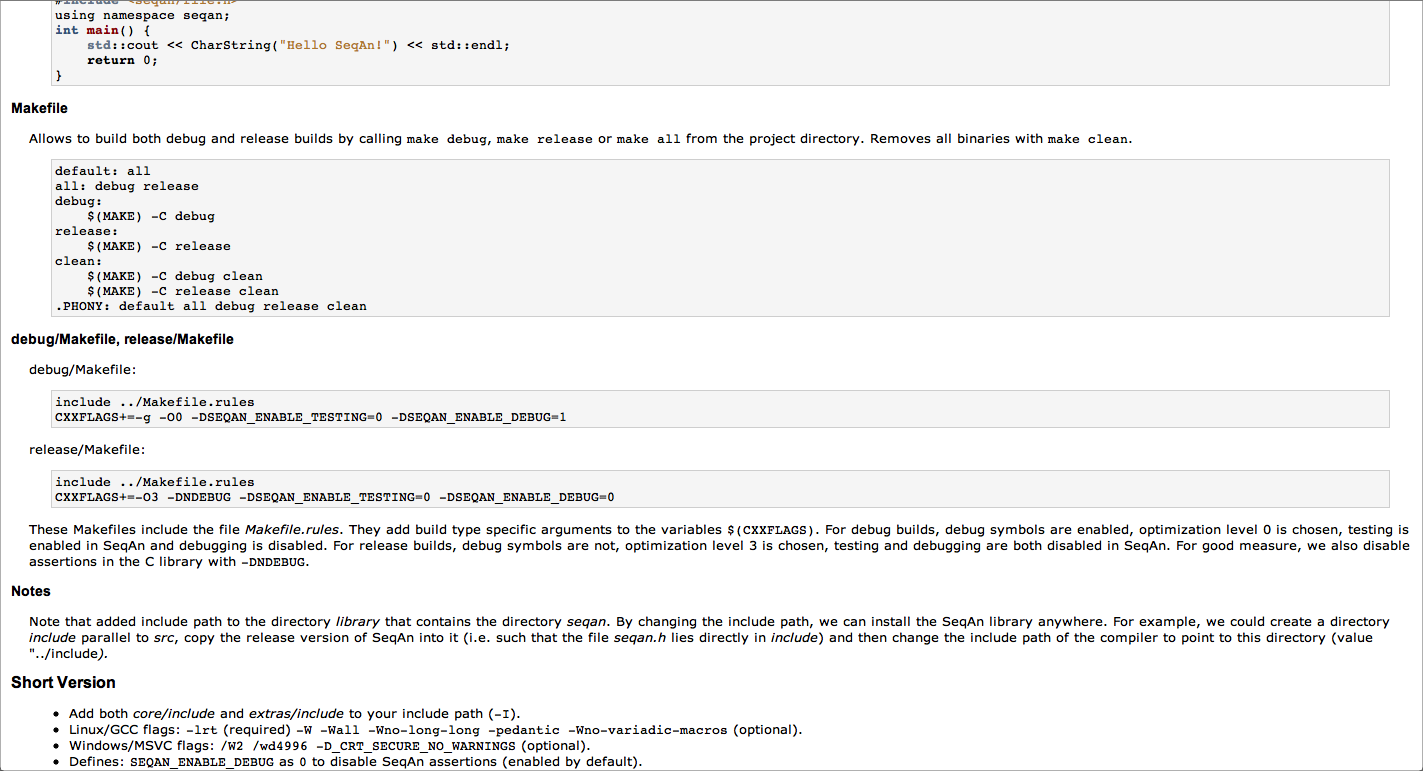 #include <seqan/file.h>
using namespace seqan;
int main() {
    std::cout << CharString("Hello SeqAn!") << std::endl;
    return 0;
}
Makefile
Allows to build both debug and release builds by calling make debug, make release or make all from the project directory. Removes all binaries with make clean.
default: all
all: debug release
debug:
    $(MAKE) -C debug
release:
    $(MAKE) -C release
clean:
    $(MAKE) -C debug clean
    $(MAKE) -C release clean
.PHONY: default all debug release clean
debug/Makefile, release/Makefile
debug/Makefile:
include ../Makefile.rules
CXXFLAGS+=-g -O0 -DSEQAN_ENABLE_TESTING=0 -DSEQAN_ENABLE_DEBUG=1
release/Makefile:
include ../Makefile.rules
CXXFLAGS+=-O3 -DNDEBUG -DSEQAN_ENABLE_TESTING=0 -DSEQAN_ENABLE_DEBUG=0
These Makefiles include the file Makefile.rules. They add build type specific arguments to the variables $(CXXFLAGS). For debug builds, debug symbols are enabled, optimization level 0 is chosen, testing is
enabled in SeqAn and debugging is disabled. For release builds, debug symbols are not, optimization level 3 is chosen, testing and debugging are both disabled in SeqAn. For good measure, we also disable
assertions in the C library with -DNDEBUG.
Notes
Note that added include path to the directory library that contains the directory seqan. By changing the include path, we can install the SeqAn library anywhere. For example, we could create a directory
include parallel to src, copy the release version of SeqAn into it (i.e. such that the file seqan.h lies directly in include) and then change the include path of the compiler to point to this directory (value
"../include).
Short Version
• Add both core/include and extras/include to your include path (-I).
• Linux/GCC flags: -lrt (required) -W -Wall -Wno-long-long -pedantic -Wno-variadic-macros (optional).
• Windows/MSVC flags: /W2 /wd4996 -D_CRT_SECURE_NO_WARNINGS (optional).
• Defines: SEQAN_ENABLE_DEBUG as 0 to disable SeqAn assertions (enabled by default).